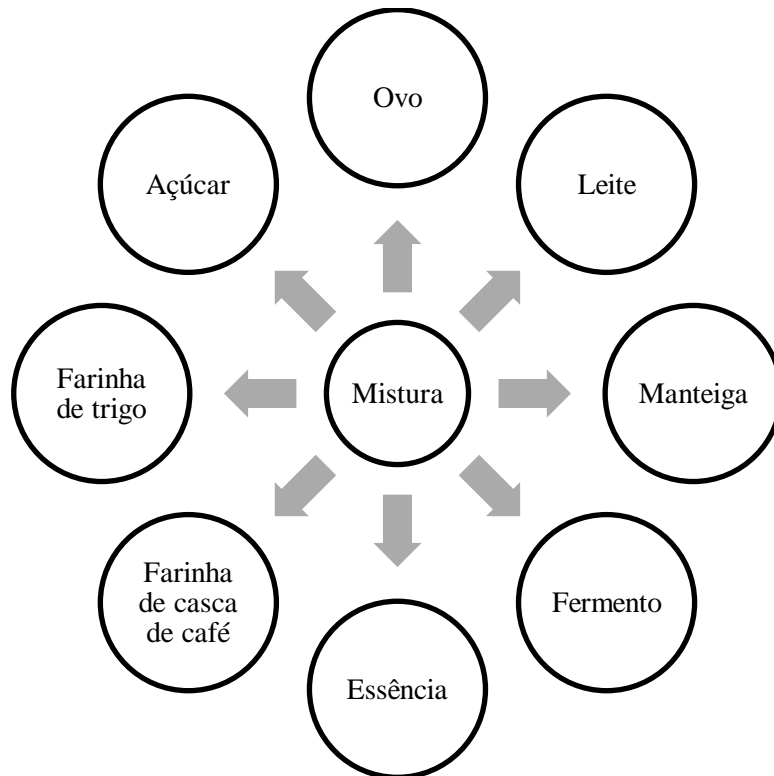 Ovo
Açúcar
Leite
Farinha
de trigo
Mistura
Manteiga
Farinha
de casca
de café
Fermento
Essência